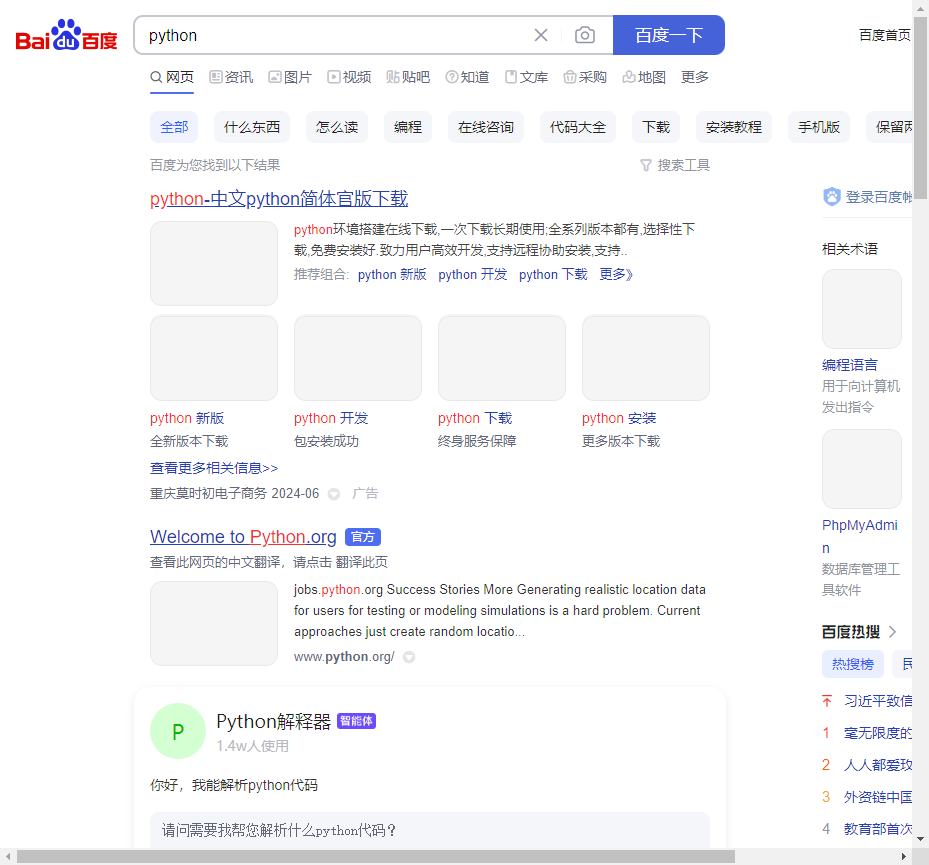 Bai du 百度 python 百度一下 百度首页
网页 资讯 图片 视频 贴吧 知道 文库 采购 地图 更多
全部 什么东西 怎么读 编程 在线咨询 代码大全 下载 安装教程 手机版 保留
百度为您找到以下结果 搜索工具
python-中文python简体官版下载
python环境搭建在线下载,一次下载长期使用;全系列版本都有,选择性下
载,免费安装好.致力用户高效开发,支持远程协助安装,支持..
推荐组合: python 新版 python 开发 python 下载 更多》
python 新版 python 开发 python 下载 python 安装
全新版本下载 包安装成功 终身服务保障 更多版本下载
查看更多相关信息>>
重庆莫时初电子商务 2024-06 广告
Welcome to Python.org 官方
查看此网页的中文翻译，请点击 翻译此页
jobs.python.org Success Stories More Generating realistic location data
for users for testing or modeling simulations is a hard problem. Current
approaches just create random locatio...
www.python.org/
P Python解释器 智能体
1.4w人使用
你好，我能解析python代码
请问需要我帮您解析什么python代码？
登录百度帐
相关术语
编程语言
用于向计算机
发出指令
PhpMyAdmi
n
数据库管理工
具软件
百度热搜
热搜榜 民
习近平致信
1 毫无限度的
2 人人都爱玫
3 外资链中国
4 教育部首次